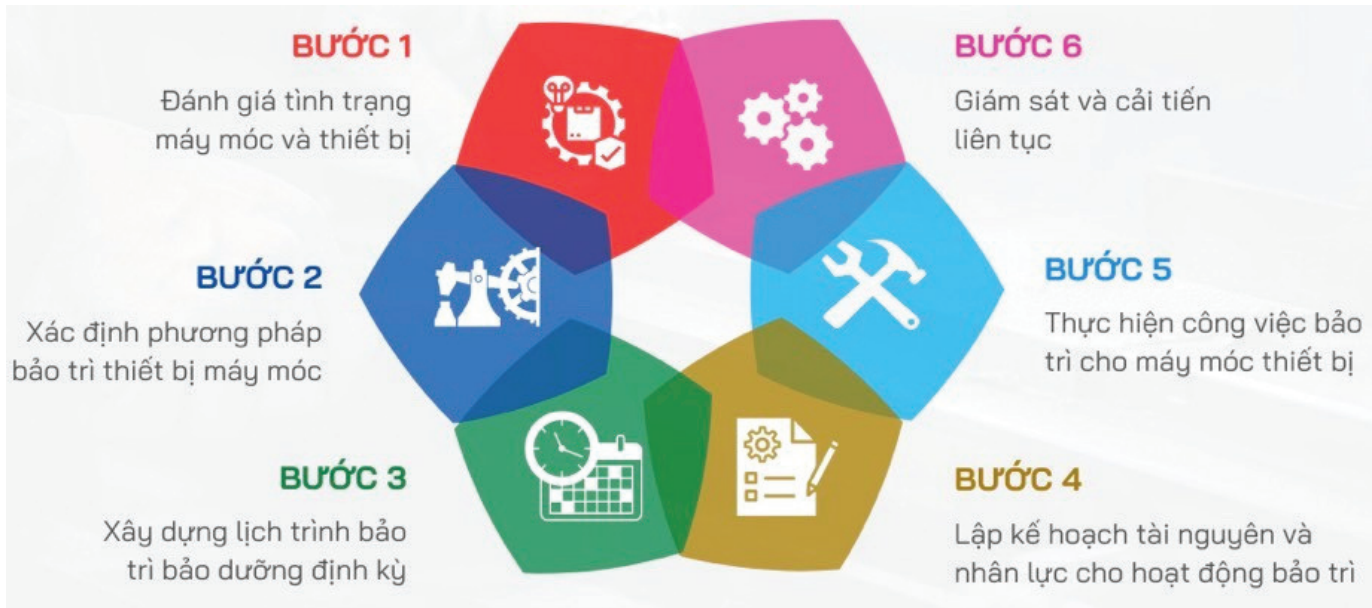 BƯỚC 1
Đánh giá tình trạng
máy móc và thiết bị
BƯỚC 2
Xác định phương pháp
bảo trì thiết bị máy móc
BƯỚC 3
Xây dựng lịch trình bảo
trì bảo dưỡng định kỳ
BƯỚC 4
Lập kế hoạch tài nguyên và
nhân lực cho hoạt động bảo trì
BƯỚC 5
Thực hiện công việc bảo
trì cho máy móc thiết bị
BƯỚC 6
Giám sát và cải tiến
liên tục